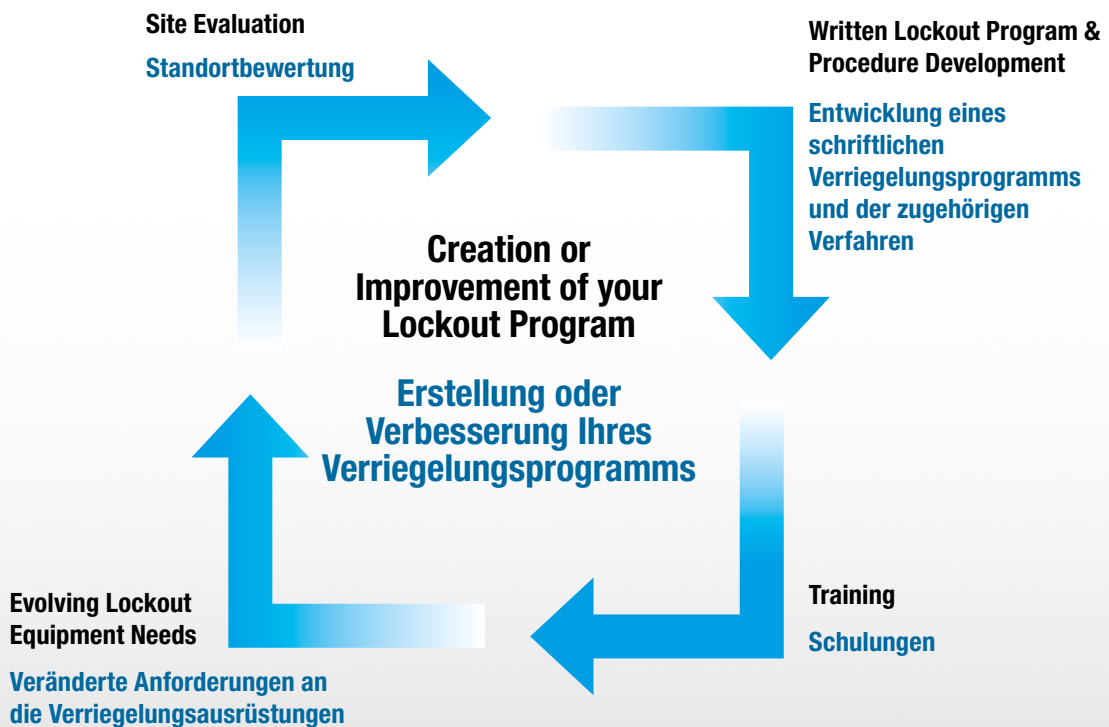 Site Evaluation
Standortbewertung
Written Lockout Program &
Procedure Development
Entwicklung eines
schriftlichen
Verriegelungsprogramms
und der zugehörigen
Verfahren
Creation or
Improvement of your
Lockout Program
Erstellung oder
Verbesserung Ihres
Verriegelungsprogramms
Evolving Lockout
Equipment Needs
Veränderte Anforderungen an
die Verriegelungsausrüstungen
Training
Schulungen